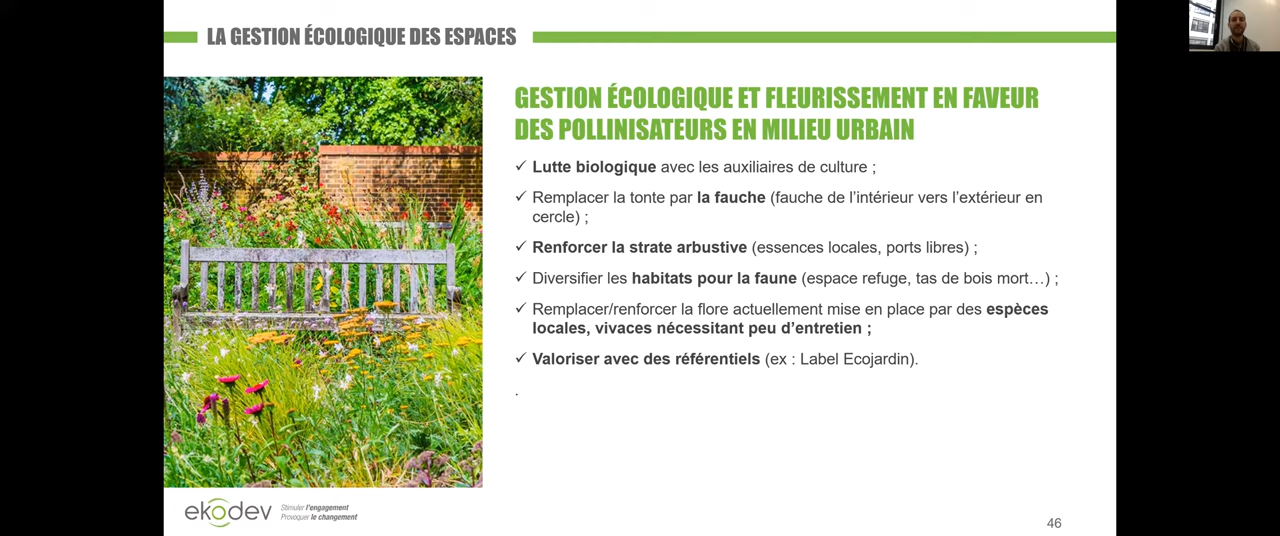 LA GESTION ÉCOLOGIQUE DES ESPACES
GESTION ÉCOLOGIQUE ET FLEURISSEMENT EN FAVEUR
DES POLLINISATEURS EN MILIEU URBAIN
✓ Lutte biologique avec les auxiliaires de culture ;
✓ Remplacer la tonte par la fauche (fauche de l’intérieur vers l’extérieur en
cercle) ;
✓ Renforcer la strate arbustive (essences locales, ports libres) ;
✓ Diversifier les habitats pour la faune (espace refuge, tas de bois mort…) ;
✓ Remplacer/renforcer la flore actuellement mise en place par des espèces
locales, vivaces nécessitant peu d’entretien ;
✓ Valoriser avec des référentiels (ex : Label Ecojardin).
.
ekodev
Stimuler l’engagement
Provoquer le changement
46